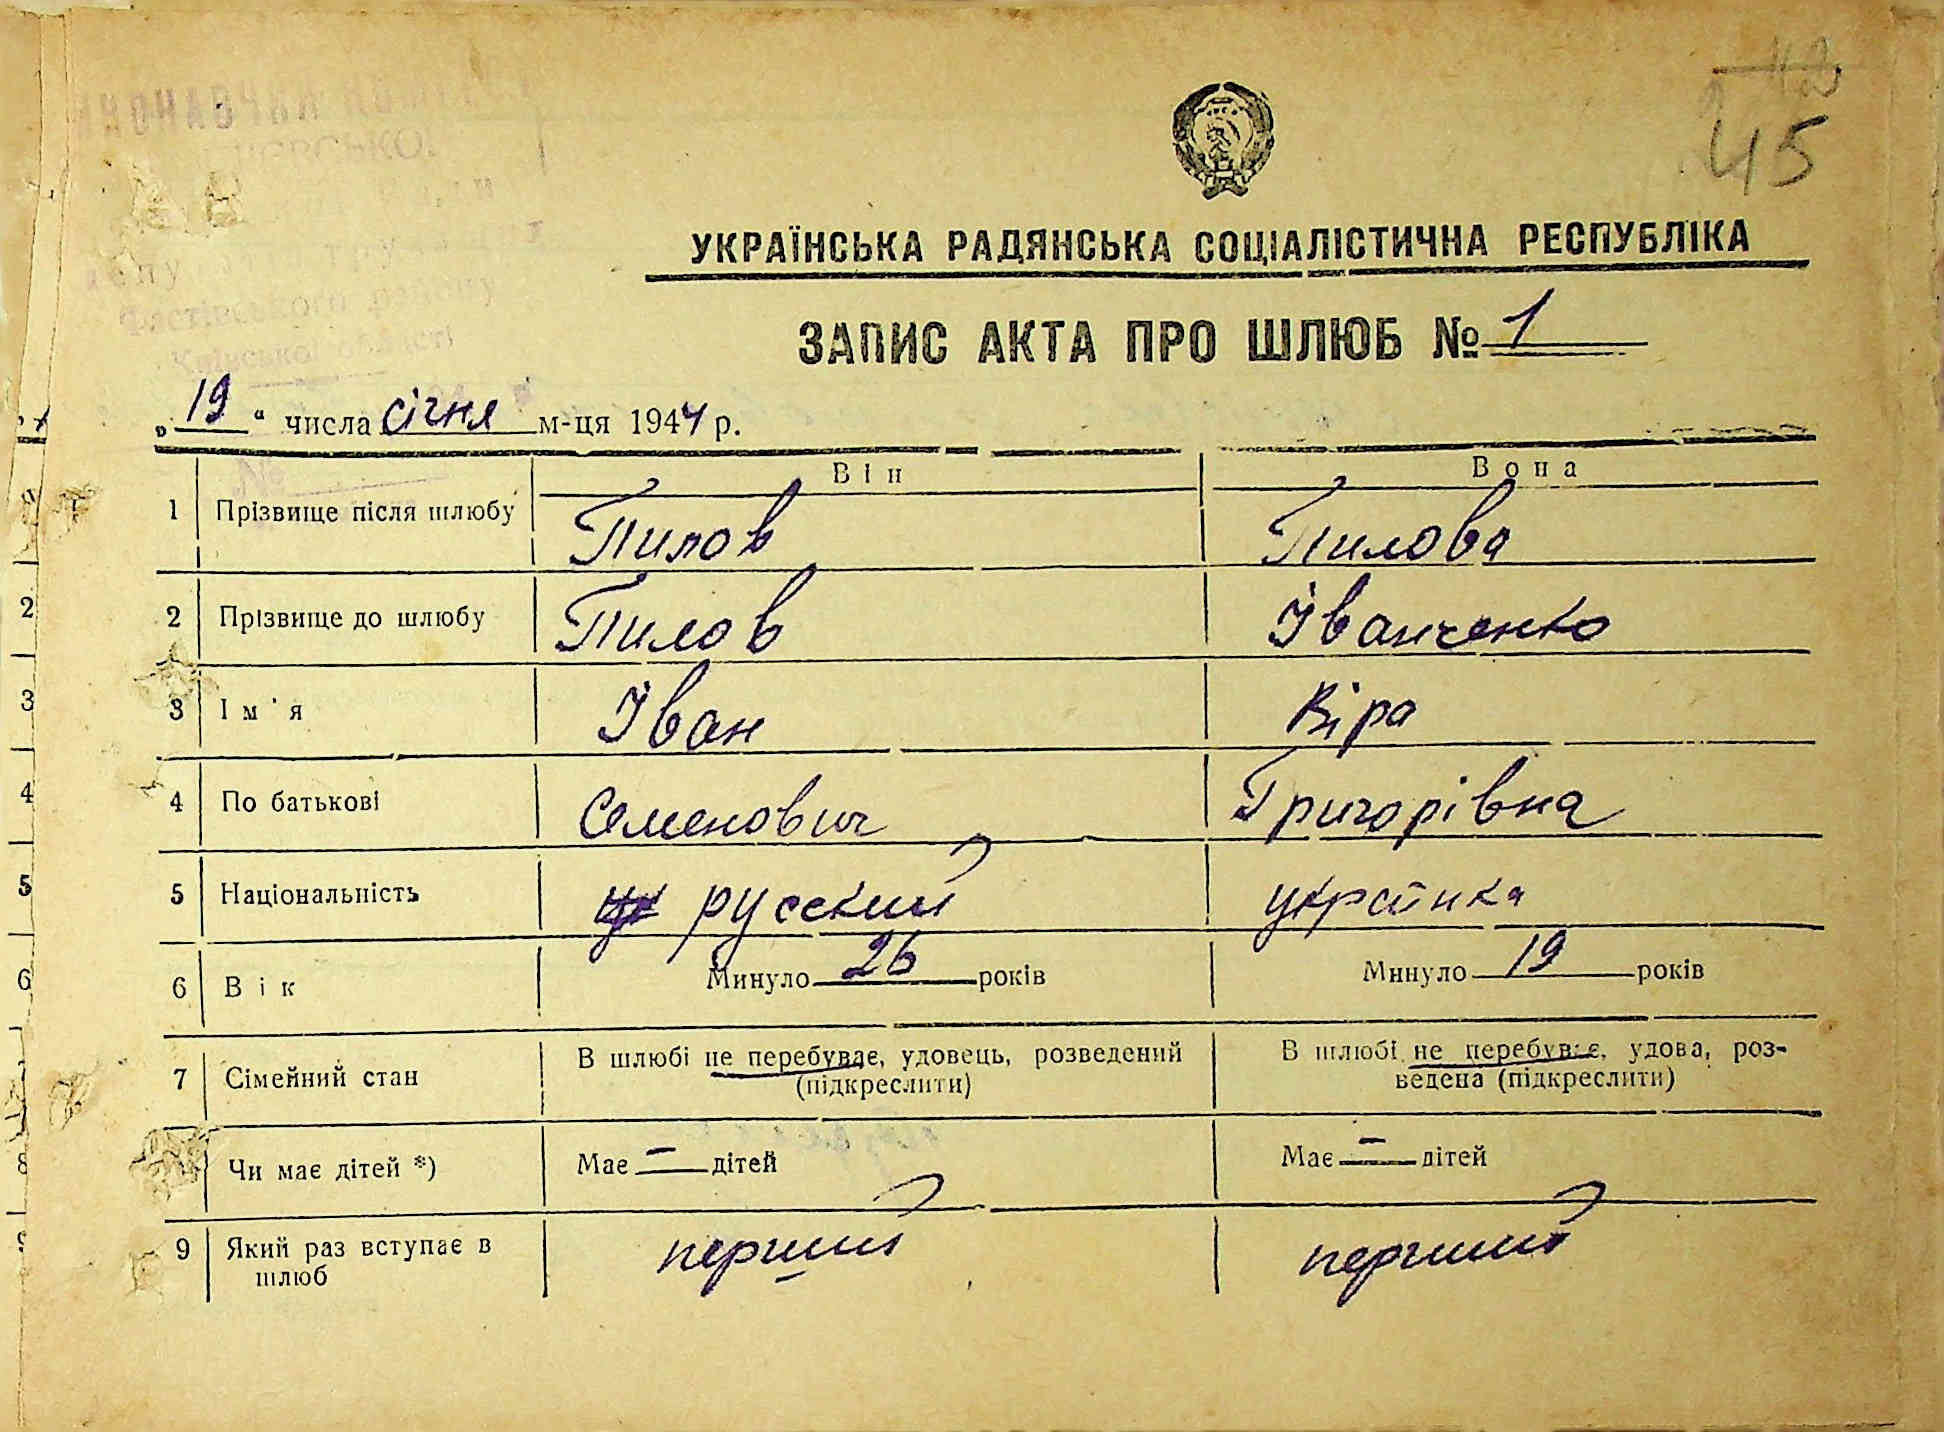 45
УКРАЇНСЬКА РАДЯНСЬКА СОЦІАЛІСТИЧНА РЕСПУБЛІКА
ЗАПИС АКТА ПРО ШЛЮБ № 1
„19“ числа січня м-ця 1944 р.
Він Вона
1 Прізвище після шлюбу Пилов Пилова
2 Прізвище до шлюбу Пилов Іванченко
3 Ім'я Іван Віра
4 По батькові Семенович Григорівна
5 Національність русский українка
6 Вік Минуло 26 років Минуло 19 років
7 Сімейний стан В шлюбі не перебуває, удовець, розведений (підкреслити) В шлюбі не перебуває, удова, роз-
ведена (підкреслити)
8 Чи має дітей *) Має — дітей Має — дітей
9 Який раз вступає в
шлюб перший перший